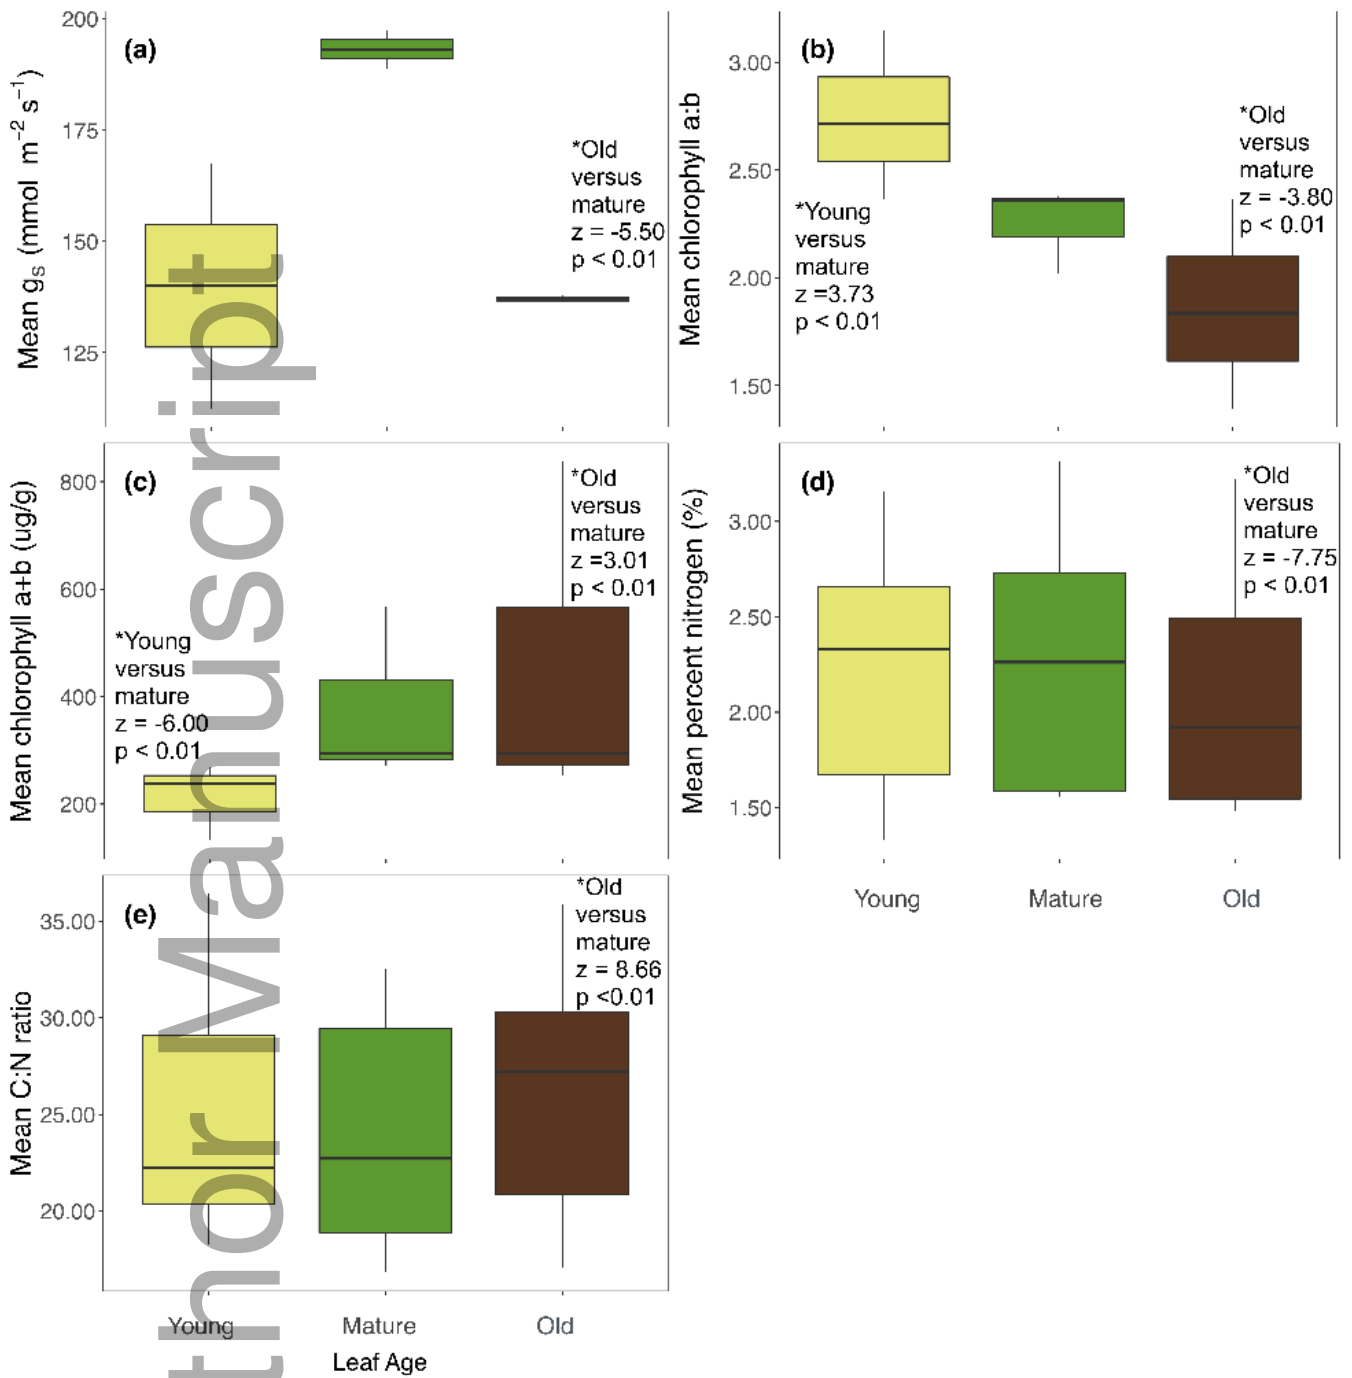 (a)
200
175
150
125
Mean gs (mmol m−2 s−1)
*Old
versus
mature
z = -5.50
p < 0.01
(b)
3.00
2.50
2.00
1.50
Mean chlorophyll a:b
*Young
versus
mature
z =3.73
p < 0.01
*Old
versus
mature
z = -3.80
p < 0.01
(c)
800
600
400
200
Mean chlorophyll a+b (ug/g)
*Young
versus
mature
z = -6.00
p < 0.01
*Old
versus
mature
z =3.01
p < 0.01
(d)
3.00
2.50
2.00
1.50
Mean percent nitrogen (%)
*Old
versus
mature
z = -7.75
p < 0.01
Young Mature Old
(e)
35.00
30.00
25.00
20.00
Mean C:N ratio
*Old
versus
mature
z = 8.66
p <0.01
Young Mature Old
Leaf Age
thor Manuscript